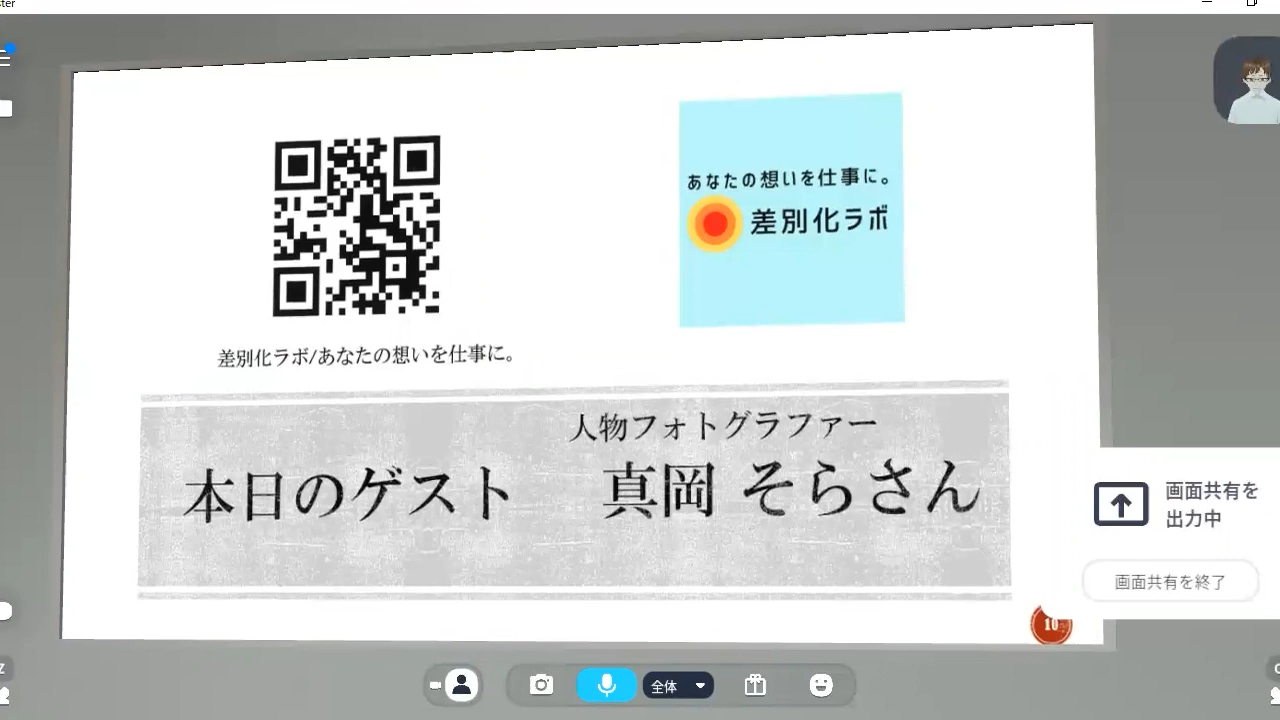 ter
あなたの想いを仕事に。
差別化ラボ
差別化ラボ/あなたの想いを仕事に。
人物フォトグラファー
本日のゲスト 真岡 そらさん
画面共有を
出力中
画面共有を終了
10
全体